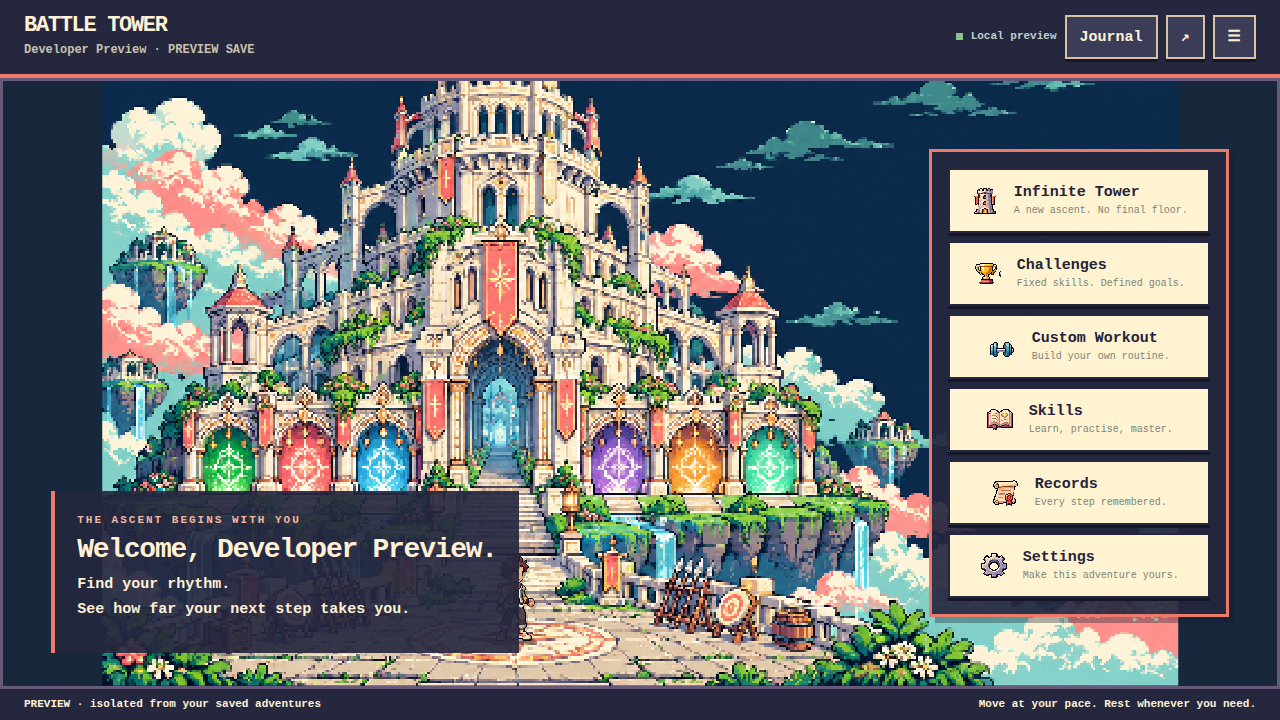 BATTLE TOWER
Developer Preview · PREVIEW SAVE
Local preview
Journal
↗
☰
Infinite Tower
A new ascent. No final floor.
Challenges
Fixed skills. Defined goals.
Custom Workout
Build your own routine.
Skills
Learn, practise, master.
Records
Every step remembered.
Settings
Make this adventure yours.
THE ASCENT BEGINS WITH YOU
Welcome, Developer Preview.
Find your rhythm.
See how far your next step takes you.
PREVIEW · isolated from your saved adventures
Move at your pace. Rest whenever you need.